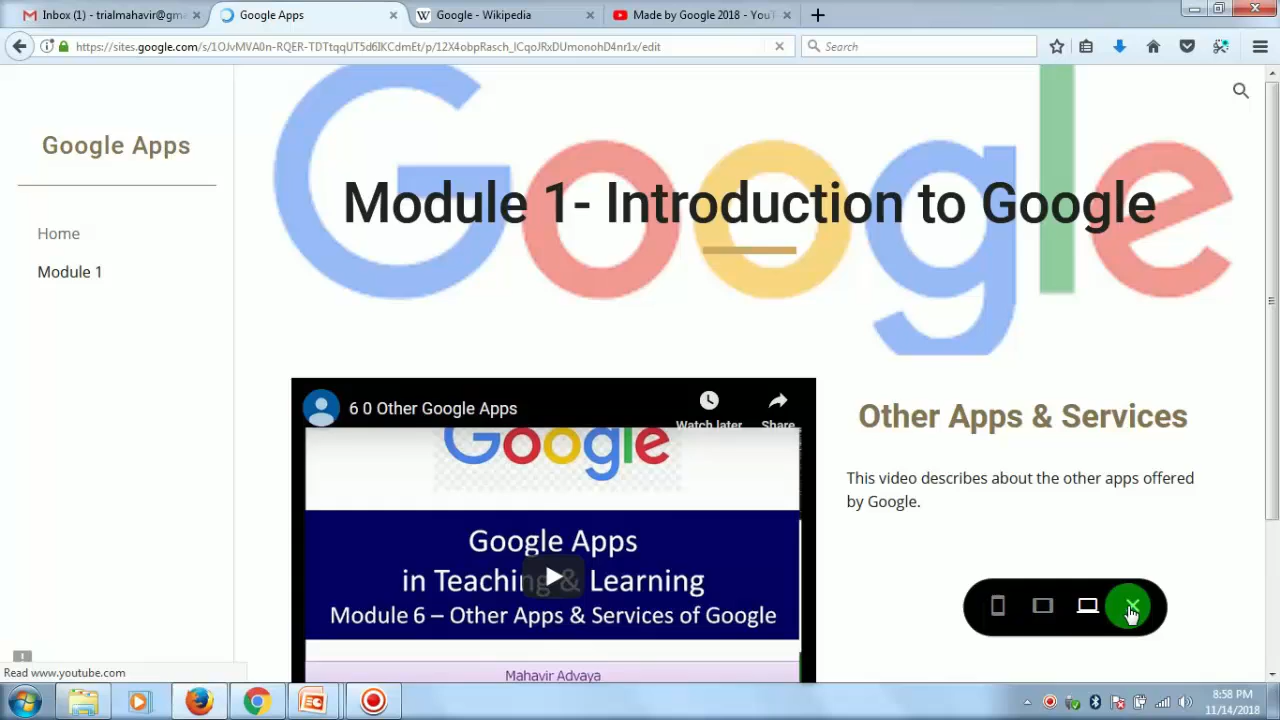 Inbox (1) - trialmahavir@gm
Google Apps
Google - Wikipedia
Made by Google 2018 - YouT
https://sites.google.com/s/1OJvMVA0n-RQER-TDTtqqUT5d6IKCdmEt/p/12X4obpRasch_lCqoJRxD0monohD4nr1x/edit
Search
Google
Google Apps
Module 1- Introduction to Google
Home
Module 1
6 0 Other Google Apps
Watch later
Share
Google
Google Apps
in Teaching & Learning
Module 6 – Other Apps & Services of Google
Mahavir Advaya
Other Apps & Services
This video describes about the other apps offered
by Google.
Read www.youtube.com
8:58 PM
11/14/2018